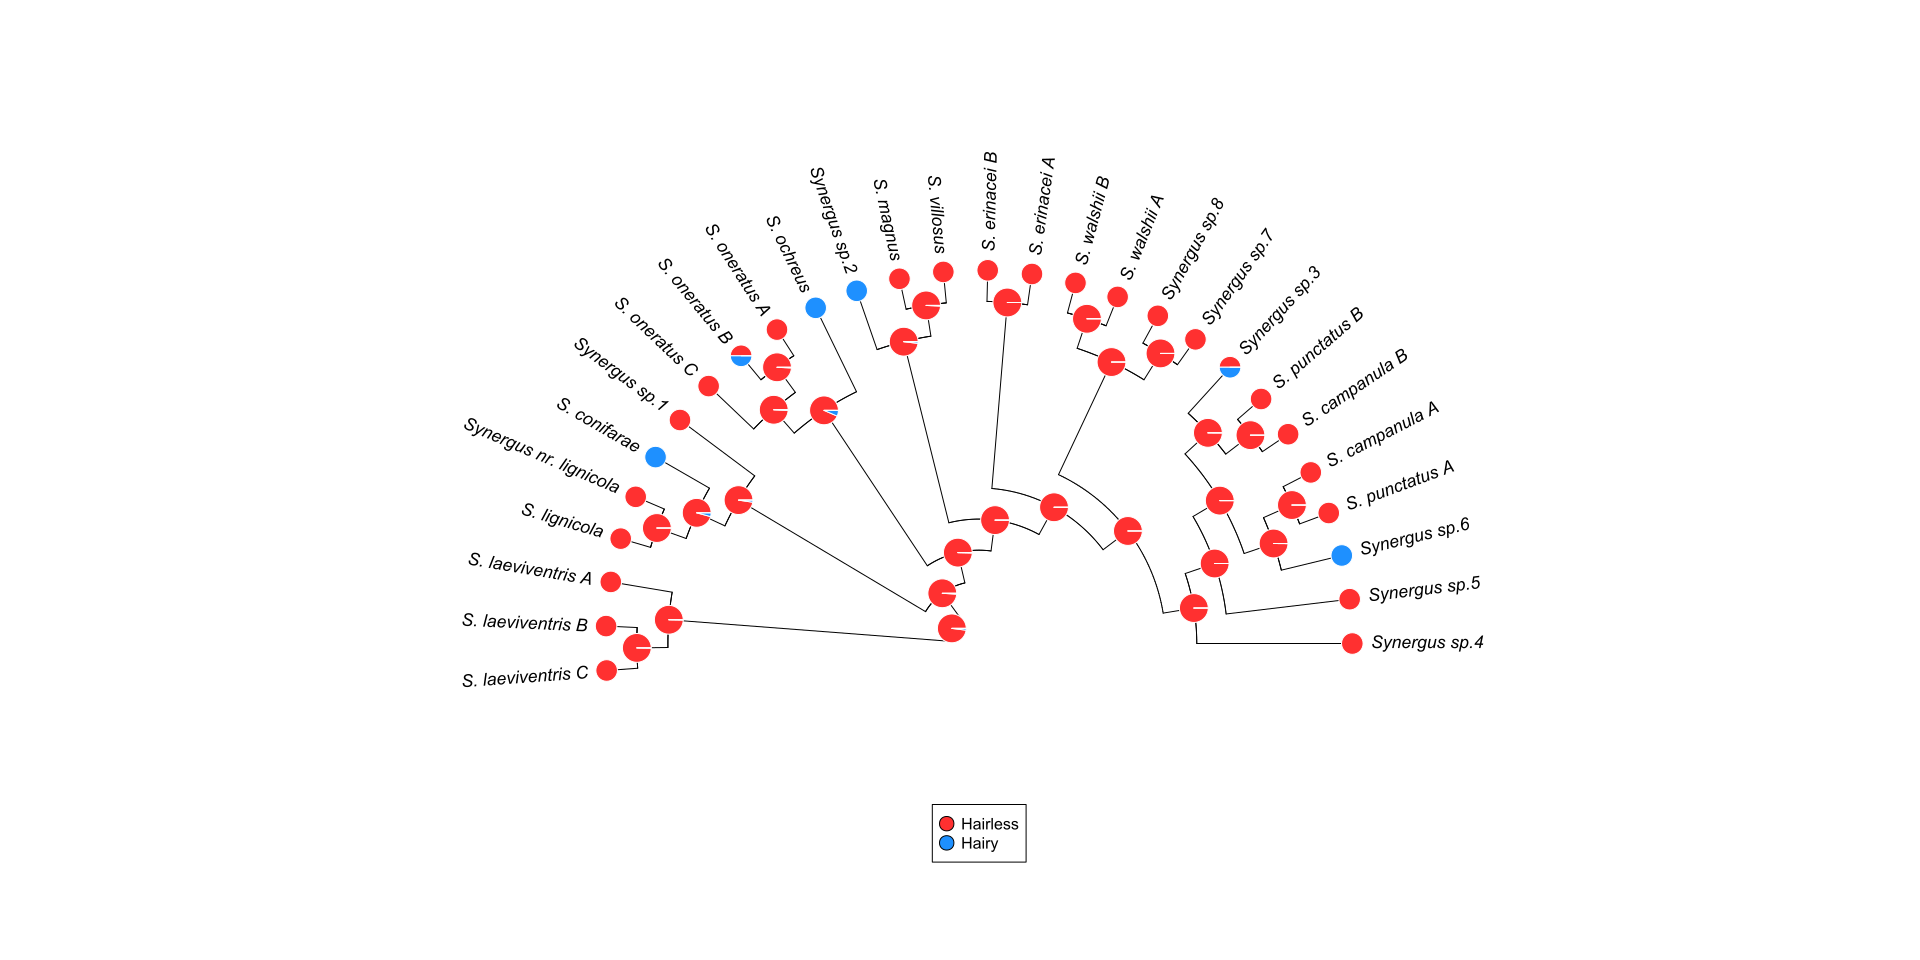 S. laeviventris C
S. laeviventris B
S. laeviventris A
S. lignicola
Synergus nr. lignicola
S. conifarae
Synergus sp.1
S. oneratus C
S. oneratus B
S. oneratus A
S. ochreus
Synergus sp.2
S. magnus
S. villosus
S. erinacei B
S. erinacei A
S. walshii B
S. walshii A
Synergus sp.8
Synergus sp.7
Synergus sp.3
S. punctatus B
S. campanula B
S. campanula A
S. punctatus A
Synergus sp.6
Synergus sp.5
Synergus sp.4
Hairless
Hairy